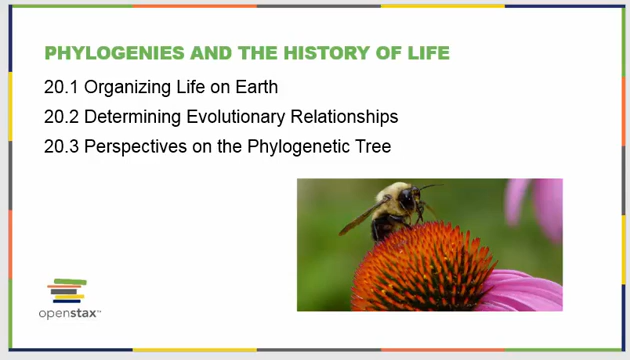 PHYLOGENIES AND THE HISTORY OF LIFE
20.1 Organizing Life on Earth
20.2 Determining Evolutionary Relationships
20.3 Perspectives on the Phylogenetic Tree
openstax™